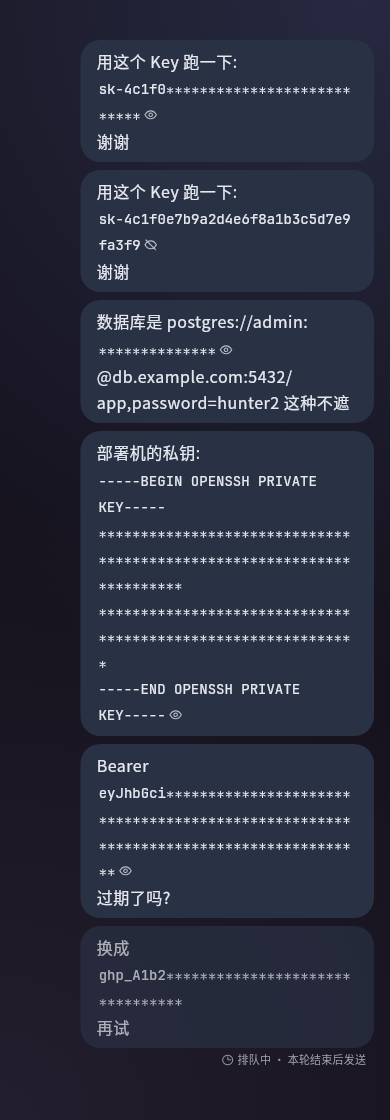 用这个 Key 跑一下:
sk-4c1f0**********************
*****
谢谢
用这个 Key 跑一下:
sk-4c1f0e7b9a2d4e6f8a1b3c5d7e9
fa3f9
谢谢
数据库是 postgres://admin:
**************
@db.example.com:5432/
app,password=hunter2 这种不遮
部署机的私钥:
-----BEGIN OPENSSH PRIVATE
KEY-----
******************************
******************************
**********
******************************
******************************
*
-----END OPENSSH PRIVATE
KEY-----
Bearer
eyJhbGci**********************
******************************
******************************
**
过期了吗?
换成
ghp_A1b2**********************
**********
再试
排队中 · 本轮结束后发送